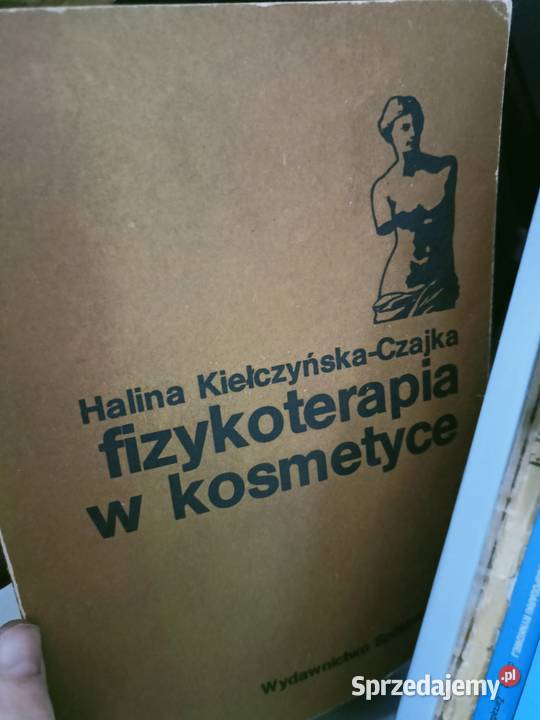 Halina Kiełczyńska-Czajka
fizykoterapia
w kosmetyce
Wydawnictwo
Sprzedajemy.pl